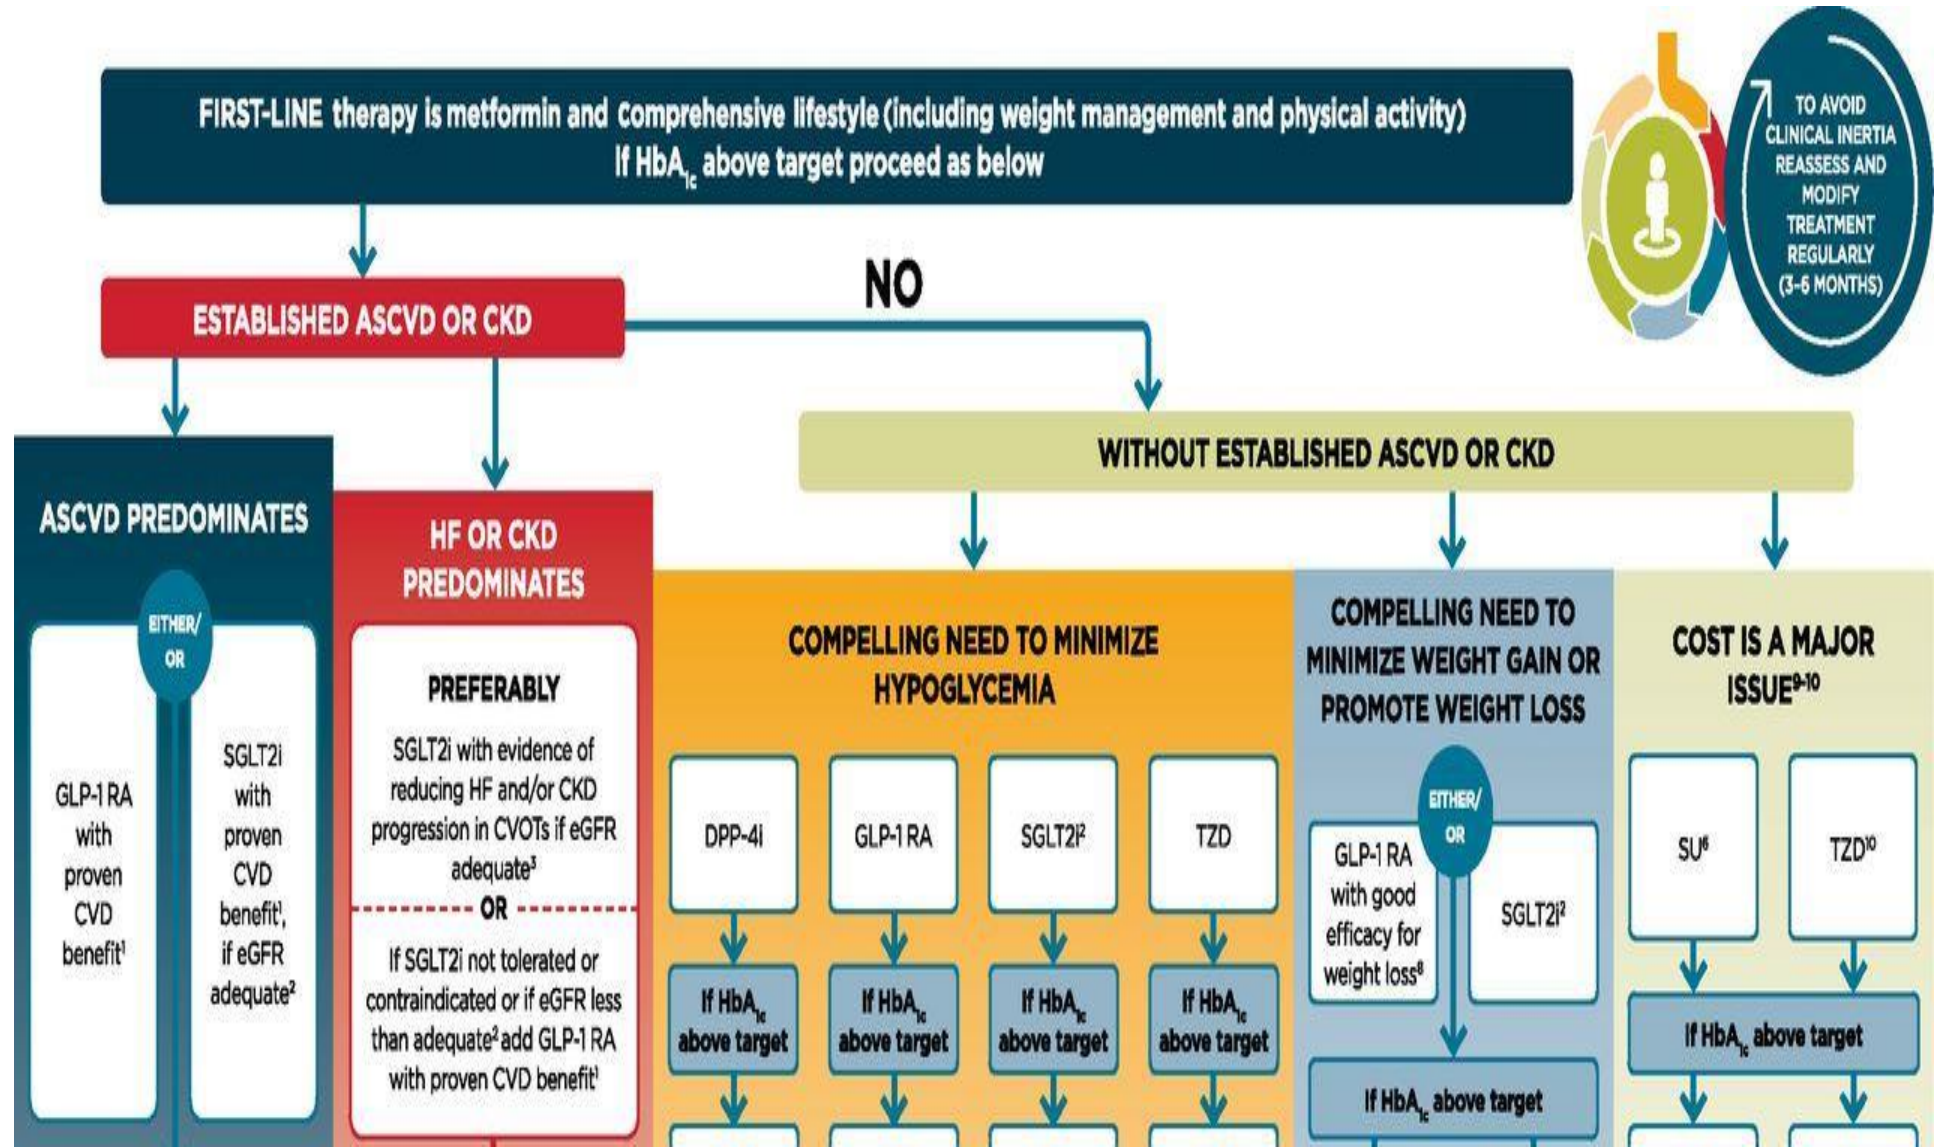 FIRST-LINE therapy is metformin and comprehensive lifestyle (including weight management and physical activity)
If HbA1c above target proceed as below
TO AVOID
CLINICAL INERTIA
REASSESS AND
MODIFY
TREATMENT
REGULARLY
(3–6 MONTHS)
ESTABLISHED ASCVD OR CKD
NO
WITHOUT ESTABLISHED ASCVD OR CKD
ASCVD PREDOMINATES
EITHER/
OR
GLP-1 RA
with
proven
CVD
benefit¹
SGLT2i
with
proven
CVD
benefit¹,
if eGFR
adequate²
HF OR CKD
PREDOMINATES
PREFERABLY
SGLT2i with evidence of
reducing HF and/or CKD
progression in CVOTs if eGFR
adequate³
OR
If SGLT2i not tolerated or
contraindicated or if eGFR less
than adequate² add GLP-1 RA
with proven CVD benefit¹
COMPELLING NEED TO MINIMIZE
HYPOGLYCEMIA
DPP-4i
If HbA1c
above target
GLP-1 RA
If HbA1c
above target
SGLT2i²
If HbA1c
above target
TZD
If HbA1c
above target
COMPELLING NEED TO
MINIMIZE WEIGHT GAIN OR
PROMOTE WEIGHT LOSS
EITHER/
OR
GLP-1 RA
with good
efficacy for
weight loss⁸
SGLT2i²
If HbA1c above target
COST IS A MAJOR
ISSUE⁹⁻¹⁰
SU⁶
TZD¹⁰
If HbA1c above target